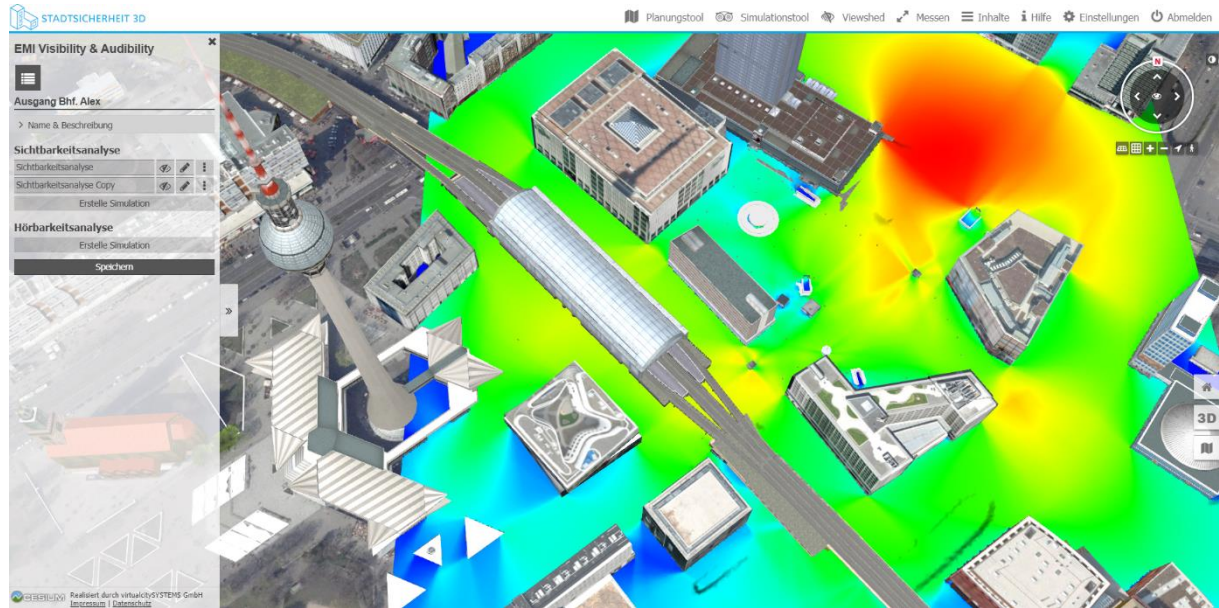 STADTSICHERHEIT 3D
Planungstool Simulationstool Viewshed Messen Inhalte Hilfe Einstellungen Abmelden
EMI Visibility & Audibility
Ausgang Bhf. Alex
> Name & Beschreibung
Sichtbarkeitsanalyse
Sichtbarkeitsanalyse
Sichtbarkeitsanalyse Copy
Erstelle Simulation
Hörbarkeitsanalyse
Erstelle Simulation
Speichern
N
3D
CESIUM Realisiert durch virtualcitySYSTEMS GmbH
Impressum | Datenschutz